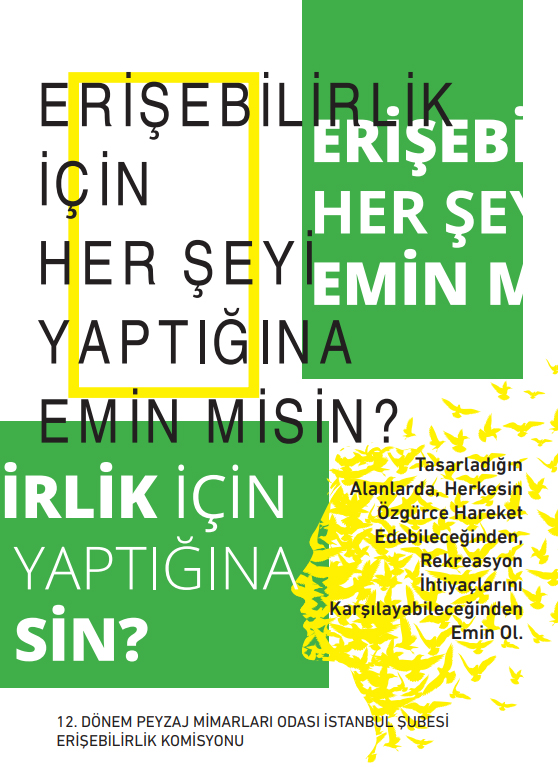 ERİŞEBİLİRLİK
İÇİN
HER ŞEYİ
YAPTIĞINA
EMİN MİSİN?
ERİŞEBİ
HER ŞEY
EMİN M
İRLİK İÇİN
YAPTIĞINA
SİN?
Tasarladığın
Alanlarda, Herkesin
Özgürce Hareket
Edebileceğinden,
Rekreasyon
İhtiyaçlarını
Karşılayabileceğinden
Emin Ol.
12. DÖNEM PEYZAJ MİMARLARI ODASI İSTANBUL ŞUBESİ
ERİŞEBİLİRLİK KOMİSYONU